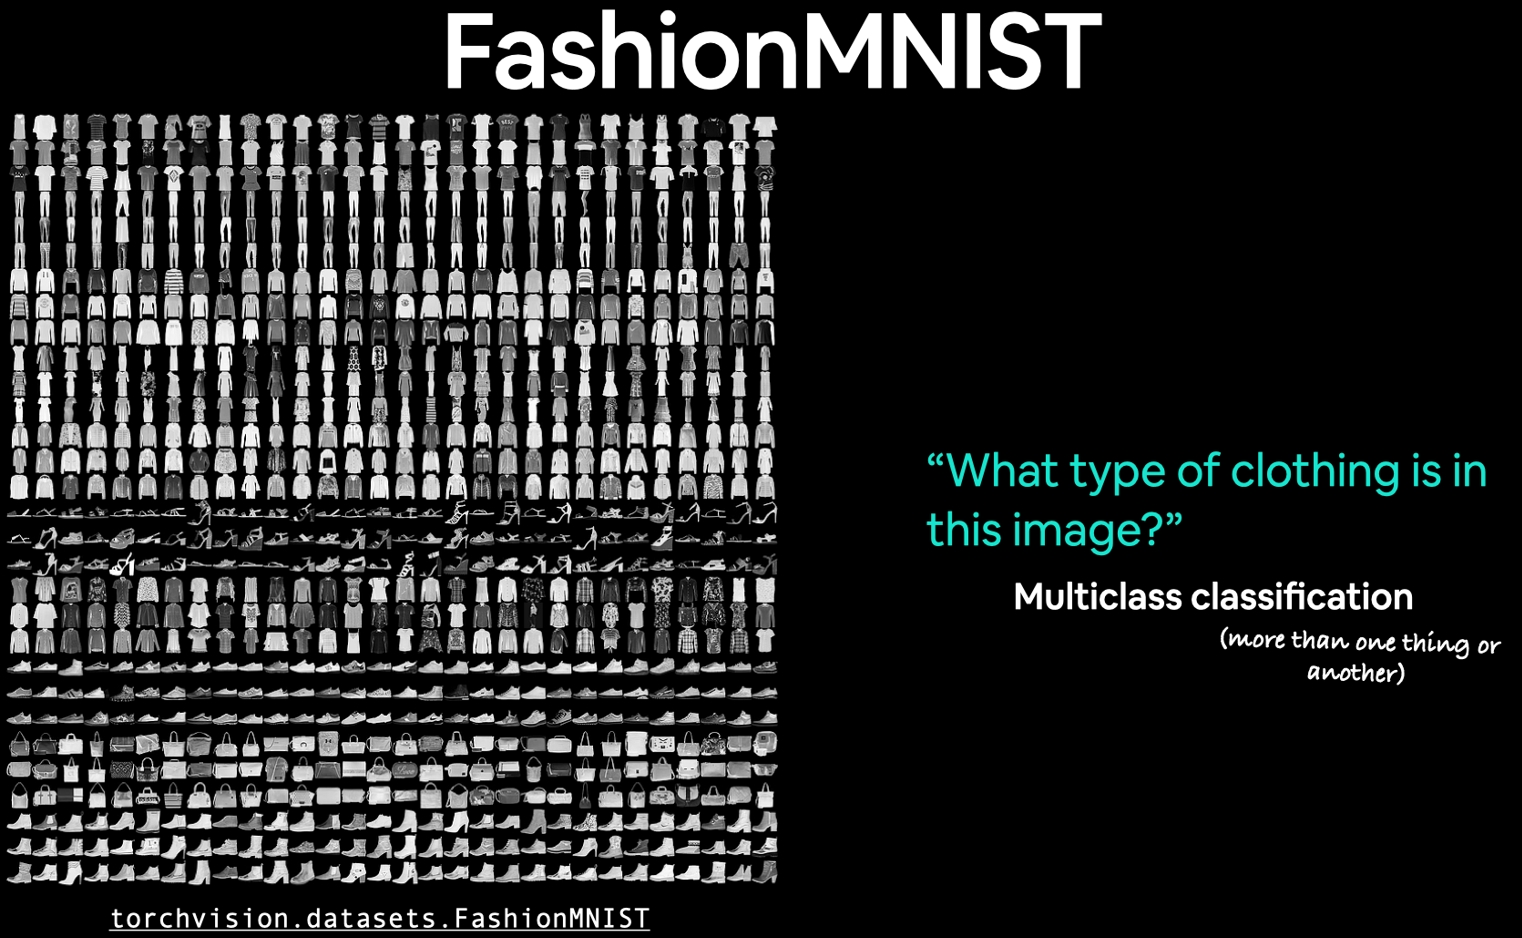 FashionMNIST
“What type of clothing is in
this image?”
Multiclass classification
(more than one thing or
another)
torchvision.datasets.FashionMNIST